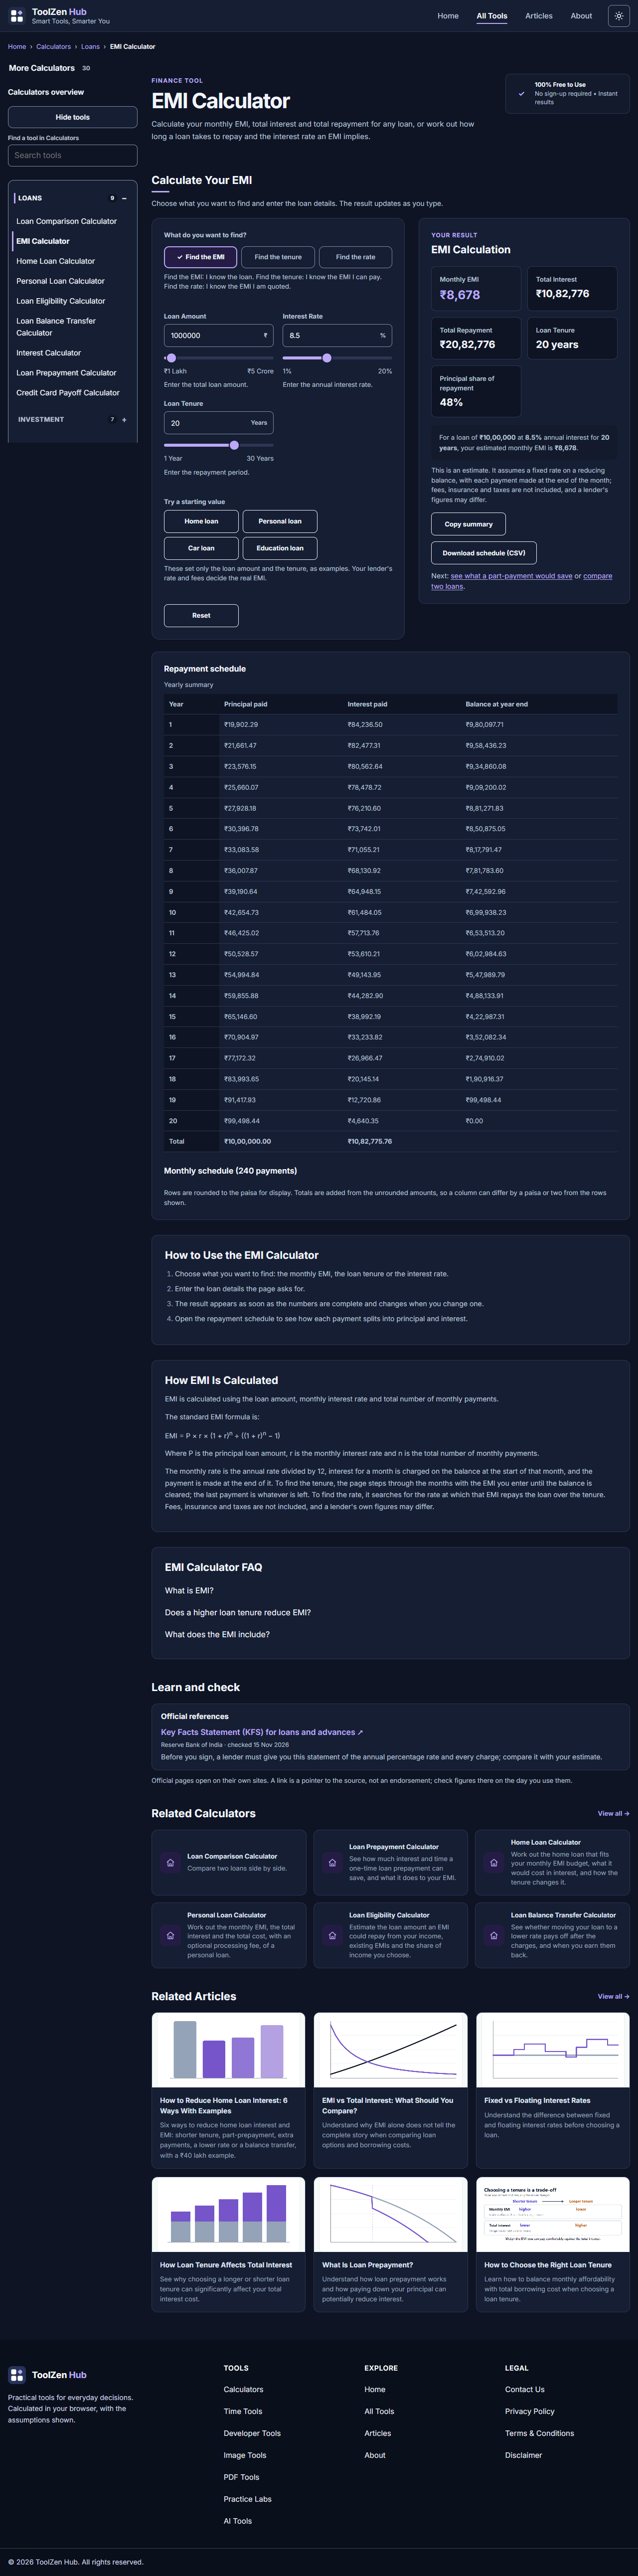 ToolZen Hub
Smart Tools, Smarter You
Home
All Tools
Articles
About
Home › Calculators › Loans › EMI Calculator
More Calculators 30
Calculators overview
Hide tools
Find a tool in Calculators
Search tools
LOANS 9 −
Loan Comparison Calculator
EMI Calculator
Home Loan Calculator
Personal Loan Calculator
Loan Eligibility Calculator
Loan Balance Transfer
Calculator
Interest Calculator
Loan Prepayment Calculator
Credit Card Payoff Calculator
INVESTMENT 7 +
FINANCE TOOL
EMI Calculator
Calculate your monthly EMI, total interest and total repayment for any loan, or work out how
long a loan takes to repay and the interest rate an EMI implies.
✓ 100% Free to Use
No sign-up required • Instant
results
Calculate Your EMI
Choose what you want to find and enter the loan details. The result updates as you type.
What do you want to find?
✓ Find the EMI
Find the tenure
Find the rate
Find the EMI: I know the loan. Find the tenure: I know the EMI I can pay.
Find the rate: I know the EMI I am quoted.
Loan Amount
1000000 ₹
₹1 Lakh ₹5 Crore
Enter the total loan amount.
Interest Rate
8.5 %
1% 20%
Enter the annual interest rate.
Loan Tenure
20 Years
1 Year 30 Years
Enter the repayment period.
Try a starting value
Home loan
Personal loan
Car loan
Education loan
These set only the loan amount and the tenure, as examples. Your lender's
rate and fees decide the real EMI.
Reset
YOUR RESULT
EMI Calculation
Monthly EMI
₹8,678
Total Interest
₹10,82,776
Total Repayment
₹20,82,776
Loan Tenure
20 years
Principal share of
repayment
48%
For a loan of ₹10,00,000 at 8.5% annual interest for 20
years, your estimated monthly EMI is ₹8,678.
This is an estimate. It assumes a fixed rate on a reducing
balance, with each payment made at the end of the month;
fees, insurance and taxes are not included, and a lender's
figures may differ.
Copy summary
Download schedule (CSV)
Next: see what a part-payment would save or compare
two loans.
Repayment schedule
Yearly summary
Year Principal paid Interest paid Balance at year end
1 ₹19,902.29 ₹84,236.50 ₹9,80,097.71
2 ₹21,661.47 ₹82,477.31 ₹9,58,436.23
3 ₹23,576.15 ₹80,562.64 ₹9,34,860.08
4 ₹25,660.07 ₹78,478.72 ₹9,09,200.02
5 ₹27,928.18 ₹76,210.60 ₹8,81,271.83
6 ₹30,396.78 ₹73,742.01 ₹8,50,875.05
7 ₹33,083.58 ₹71,055.21 ₹8,17,791.47
8 ₹36,007.87 ₹68,130.92 ₹7,81,783.60
9 ₹39,190.64 ₹64,948.15 ₹7,42,592.96
10 ₹42,654.73 ₹61,484.05 ₹6,99,938.23
11 ₹46,425.02 ₹57,713.76 ₹6,53,513.20
12 ₹50,528.57 ₹53,610.21 ₹6,02,984.63
13 ₹54,994.84 ₹49,143.95 ₹5,47,989.79
14 ₹59,855.88 ₹44,282.90 ₹4,88,133.91
15 ₹65,146.60 ₹38,992.19 ₹4,22,987.31
16 ₹70,904.97 ₹33,233.82 ₹3,52,082.34
17 ₹77,172.32 ₹26,966.47 ₹2,74,910.02
18 ₹83,993.65 ₹20,145.14 ₹1,90,916.37
19 ₹91,417.93 ₹12,720.86 ₹99,498.44
20 ₹99,498.44 ₹4,640.35 ₹0.00
Total ₹10,00,000.00 ₹10,82,775.76
Monthly schedule (240 payments)
Rows are rounded to the paisa for display. Totals are added from the unrounded amounts, so a column can differ by a paisa or two from the rows
shown.
How to Use the EMI Calculator
1. Choose what you want to find: the monthly EMI, the loan tenure or the interest rate.
2. Enter the loan details the page asks for.
3. The result appears as soon as the numbers are complete and changes when you change one.
4. Open the repayment schedule to see how each payment splits into principal and interest.
How EMI Is Calculated
EMI is calculated using the loan amount, monthly interest rate and total number of monthly payments.
The standard EMI formula is:
EMI = P × r × (1 + r)ⁿ ÷ ((1 + r)ⁿ − 1)
Where P is the principal loan amount, r is the monthly interest rate and n is the total number of monthly payments.
The monthly rate is the annual rate divided by 12, interest for a month is charged on the balance at the start of that month, and the
payment is made at the end of it. To find the tenure, the page steps through the months with the EMI you enter until the balance is
cleared; the last payment is whatever is left. To find the rate, it searches for the rate at which that EMI repays the loan over the tenure.
Fees, insurance and taxes are not included, and a lender's own figures may differ.
EMI Calculator FAQ
What is EMI?
Does a higher loan tenure reduce EMI?
What does the EMI include?
Learn and check
Official references
Key Facts Statement (KFS) for loans and advances ↗
Reserve Bank of India · checked 15 Nov 2026
Before you sign, a lender must give you this statement of the annual percentage rate and every charge; compare it with your estimate.
Official pages open on their own sites. A link is a pointer to the source, not an endorsement; check figures there on the day you use them.
Related Calculators
View all →
Loan Comparison Calculator
Compare two loans side by side.
Loan Prepayment Calculator
See how much interest and time a
one-time loan prepayment can
save, and what it does to your EMI.
Home Loan Calculator
Work out the home loan that fits
your monthly EMI budget, what it
would cost in interest, and how the
tenure changes it.
Personal Loan Calculator
Work out the monthly EMI, the total
interest and the total cost, with an
optional processing fee, of a
personal loan.
Loan Eligibility Calculator
Estimate the loan amount an EMI
could repay from your income,
existing EMIs and the share of
income you choose.
Loan Balance Transfer Calculator
See whether moving your loan to a
lower rate pays off after the
charges, and when you earn them
back.
Related Articles
View all →
How to Reduce Home Loan Interest: 6
Ways With Examples
Six ways to reduce home loan interest and
EMI: shorter tenure, part-prepayment, extra
payments, a lower rate or a balance transfer,
with a ₹40 lakh example.
EMI vs Total Interest: What Should You
Compare?
Understand why EMI alone does not tell the
complete story when comparing loan
options and borrowing costs.
Fixed vs Floating Interest Rates
Understand the difference between fixed
and floating interest rates before choosing a
loan.
How Loan Tenure Affects Total Interest
See why choosing a longer or shorter loan
tenure can significantly affect your total
interest cost.
What Is Loan Prepayment?
Understand how loan prepayment works
and how paying down your principal can
potentially reduce interest.
Choosing a tenure is a trade-off
Shorter tenure
Longer tenure
Monthly EMI higher lower
Total interest lower higher
How to Choose the Right Loan Tenure
Learn how to balance monthly affordability
with total borrowing cost when choosing a
loan tenure.
ToolZen Hub
Practical tools for everyday decisions.
Calculated in your browser, with the
assumptions shown.
TOOLS
Calculators
Time Tools
Developer Tools
Image Tools
PDF Tools
Practice Labs
AI Tools
EXPLORE
Home
All Tools
Articles
About
LEGAL
Contact Us
Privacy Policy
Terms & Conditions
Disclaimer
© 2026 ToolZen Hub. All rights reserved.